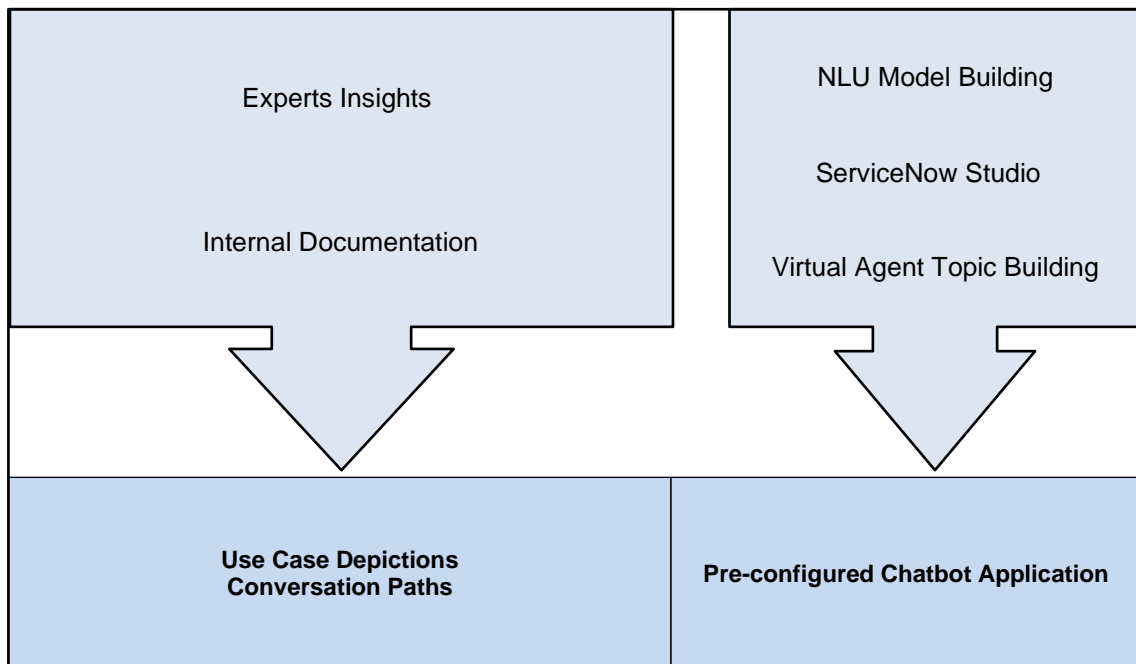 Experts Insights
Internal Documentation
NLU Model Building
ServiceNow Studio
Virtual Agent Topic Building
Use Case Depictions
Conversation Paths
Pre-configured Chatbot Application